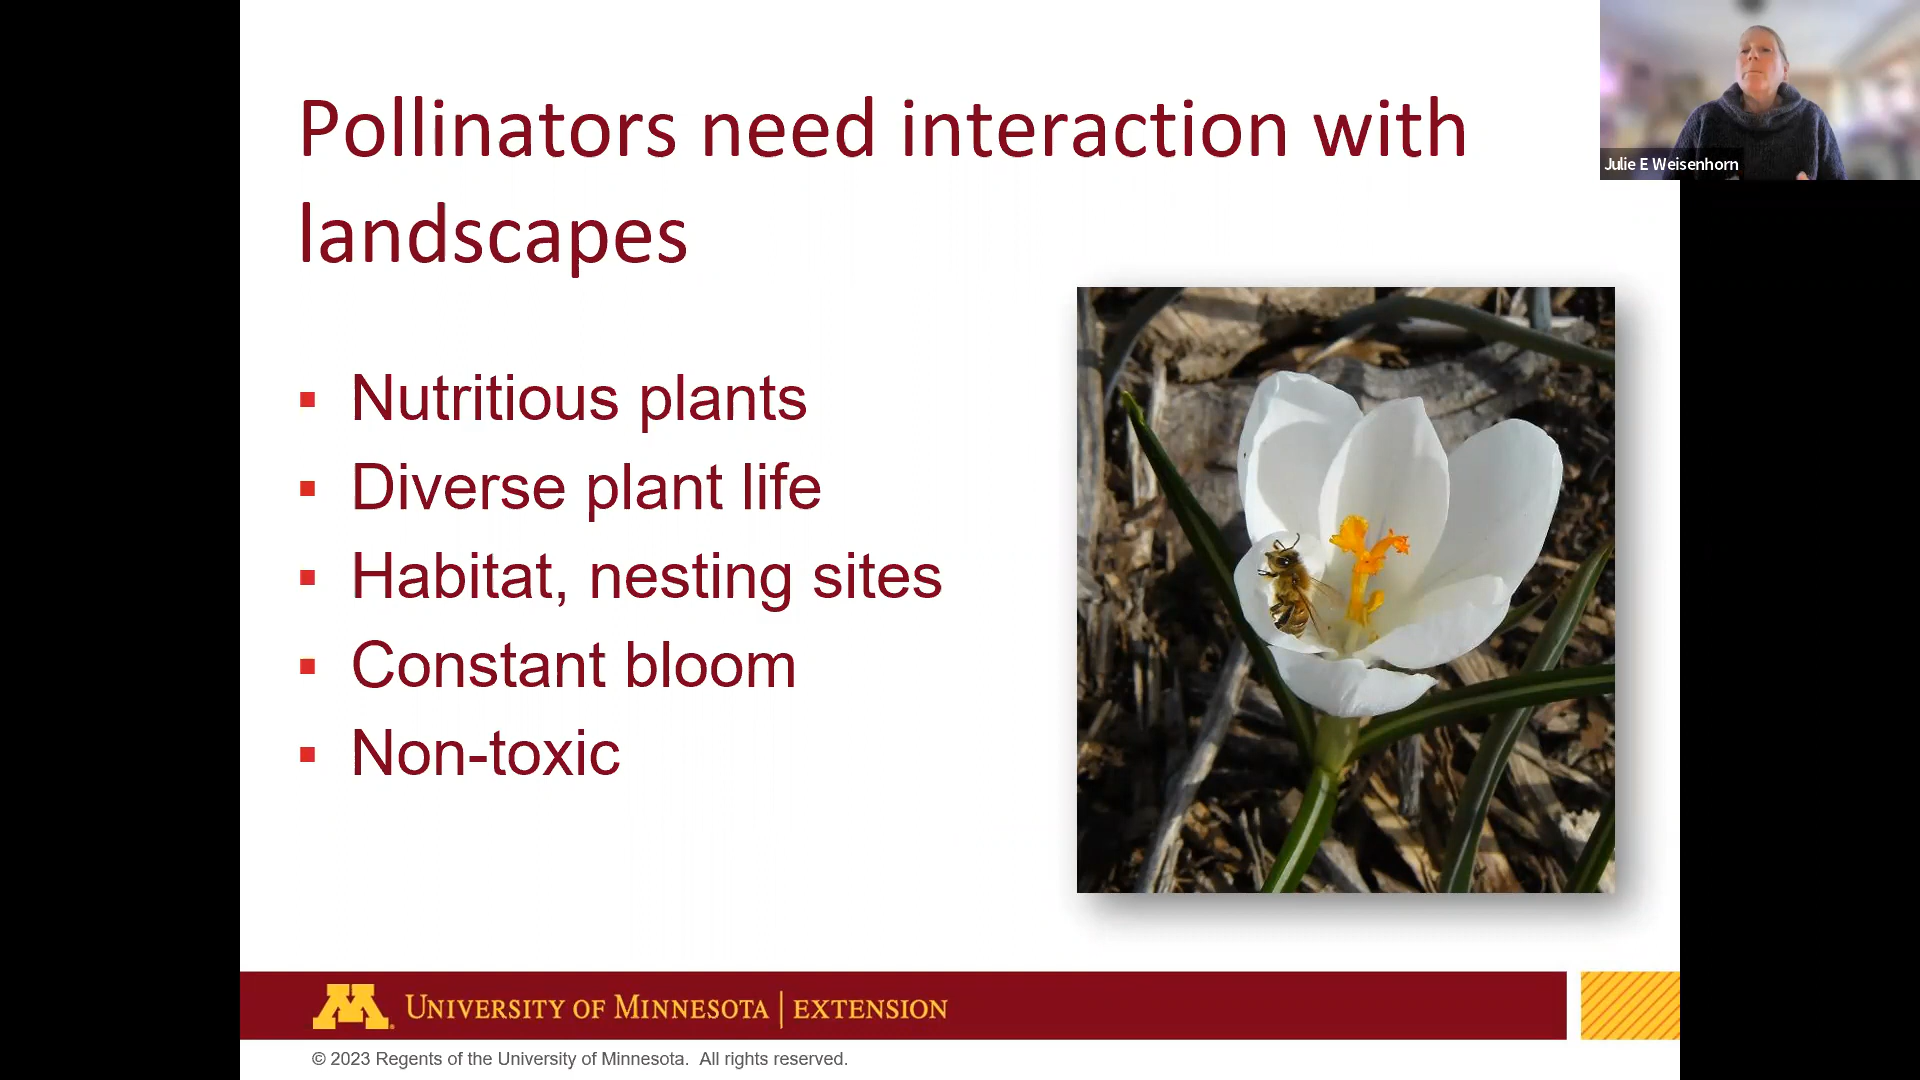 Pollinators need interaction with
landscapes
Julie E Weisenhorn
▪ Nutritious plants
▪ Diverse plant life
▪ Habitat, nesting sites
▪ Constant bloom
▪ Non-toxic
M UNIVERSITY OF MINNESOTA | EXTENSION
© 2023 Regents of the University of Minnesota. All rights reserved.